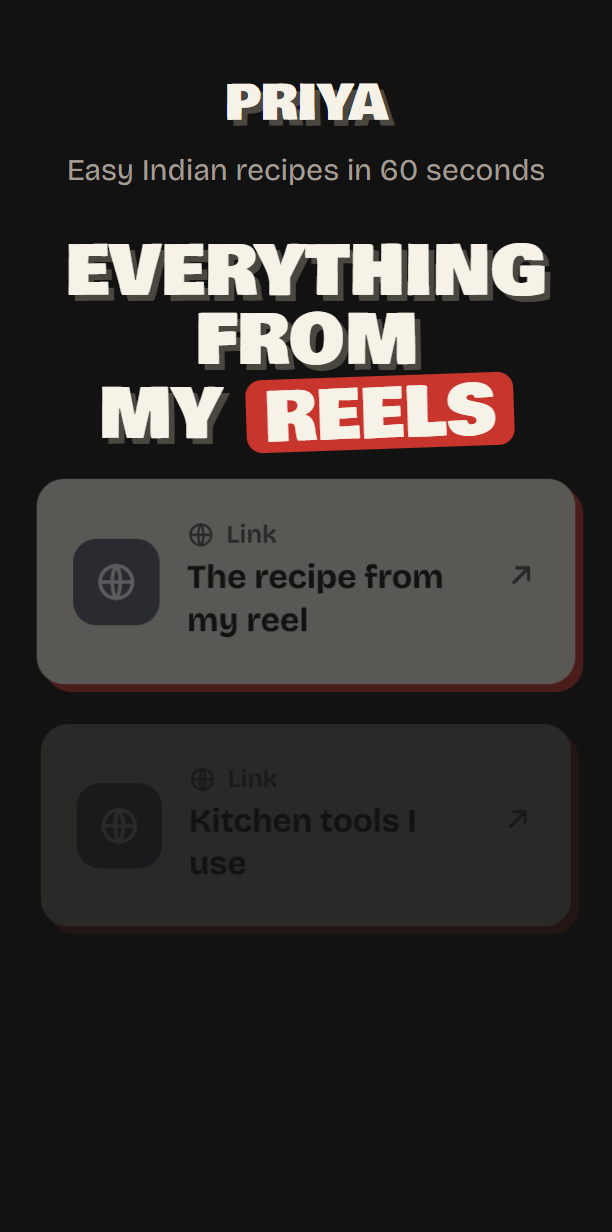 PRIYA
Easy Indian recipes in 60 seconds
EVERYTHING
FROM
MY REELS
Link
The recipe from
my reel
Link
Kitchen tools I
use